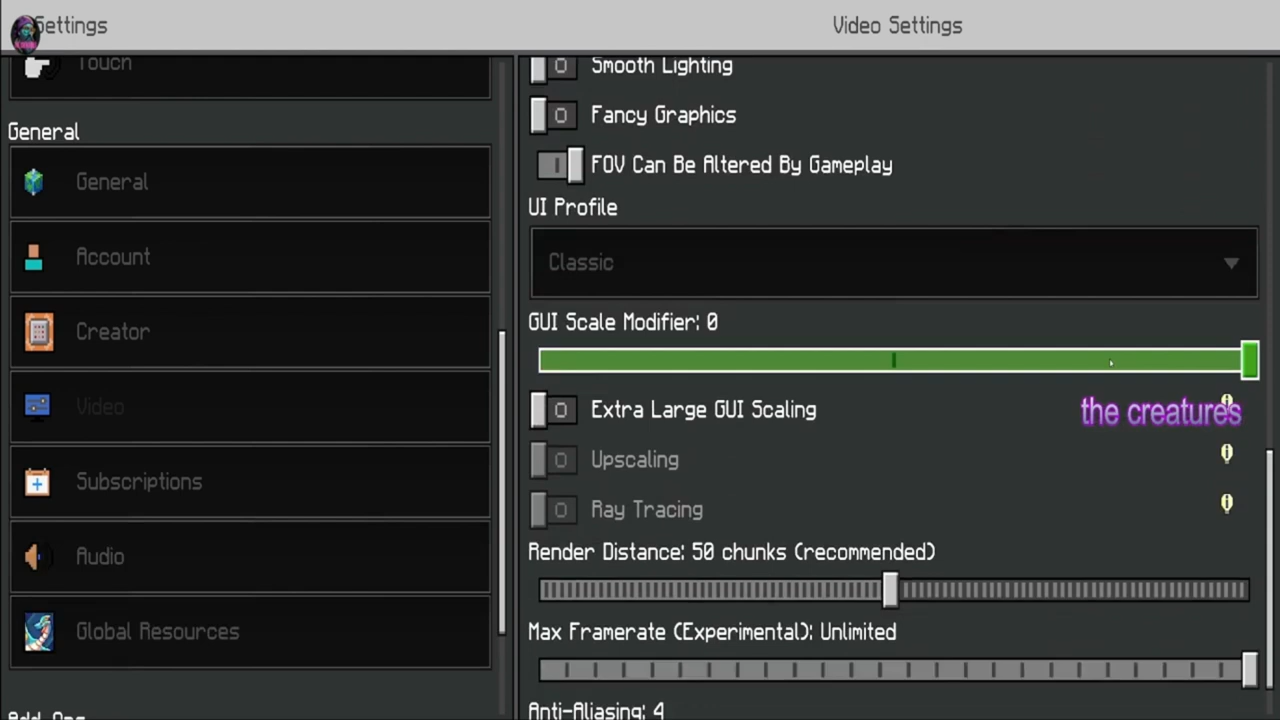 Settings
Video Settings
Touch
General
General
Account
Creator
Video
Subscriptions
Audio
Global Resources
Add-Ons
Smooth Lighting
Fancy Graphics
FOV Can Be Altered By Gameplay
UI Profile
Classic
GUI Scale Modifier: 0
Extra Large GUI Scaling
the creatures
Upscaling
Ray Tracing
Render Distance: 50 chunks (recommended)
Max Framerate (Experimental): Unlimited
Anti-Aliasing: 4